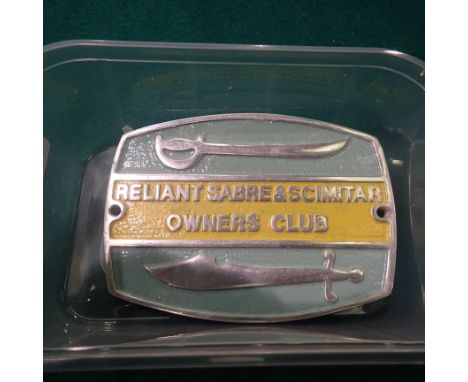 RELIANT SABRE & SCIMITAR
OWNERS CLUB